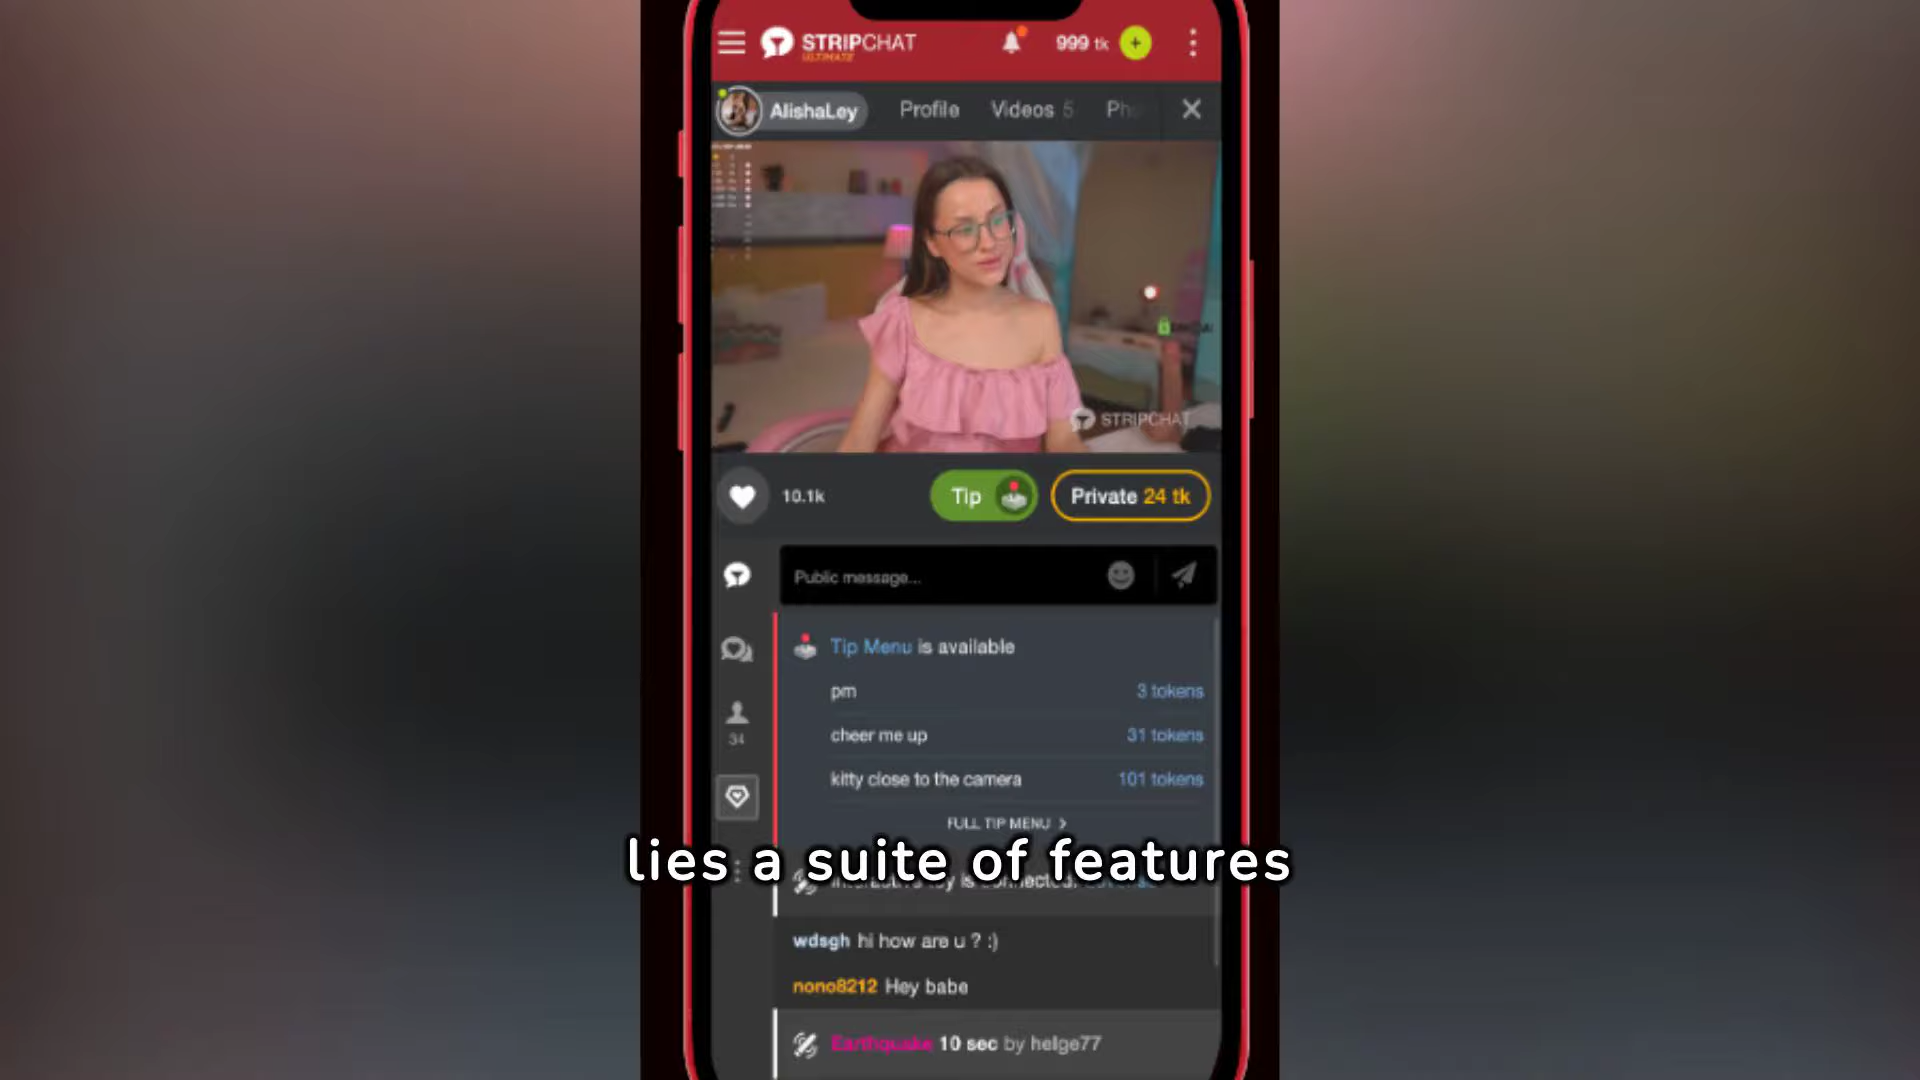 STRIPCHAT
ULTIMATE
999 tk
AlishaLey Profile Videos 5
STRIPCHAT
10.1k Tip Private 24 tk
Public message...
Tip Menu is available
pm 3 tokens
cheer me up 31 tokens
34
kitty close to the camera 101 tokens
FULL TIP MENU >
lies a suite of features
wdsgh hi how are u ? :)
nono8212 Hey babe
Earthquake 10 sec by helge77